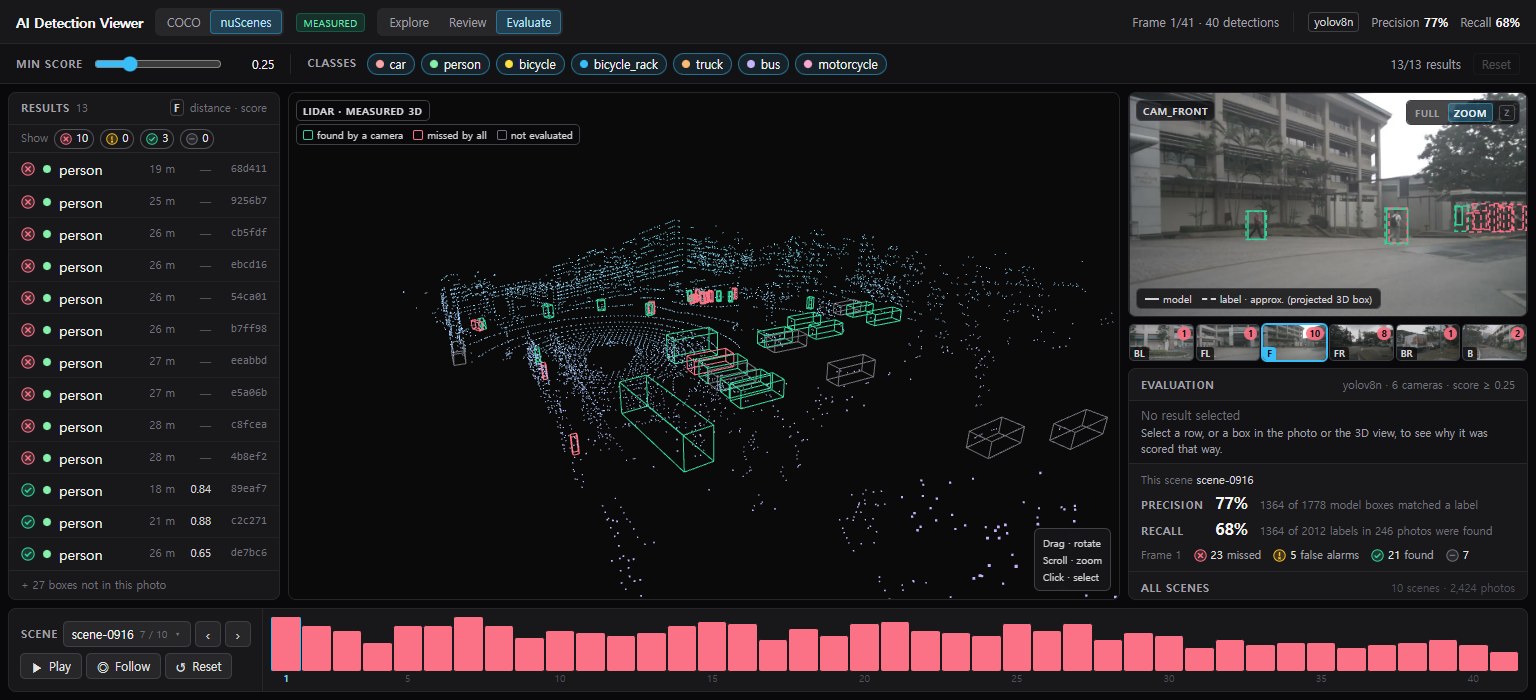 AI Detection Viewer COCO nuScenes MEASURED Explore Review Evaluate Frame 1/41 · 40 detections yolov8n Precision 77% Recall 68%
MIN SCORE 0.25 CLASSES car person bicycle bicycle_rack truck bus motorcycle 13/13 results Reset
RESULTS 13 F distance · score
Show 10 0 3 0
person 19 m — 68d411
person 25 m — 9256b7
person 26 m — cb5fdf
person 26 m — ebcd16
person 26 m — 54ca01
person 26 m — b7ff98
person 27 m — eeabbd
person 27 m — e5a06b
person 28 m — c8fcea
person 28 m — 4b8ef2
person 18 m 0.84 89eaf7
person 21 m 0.88 c2c271
person 26 m 0.65 de7bc6
+ 27 boxes not in this photo
LIDAR · MEASURED 3D
found by a camera missed by all not evaluated
Drag · rotate
Scroll · zoom
Click · select
CAM_FRONT FULL ZOOM Z
model label · approx. (projected 3D box)
BL 1 FL 1 F 10 FR 8 BR 1 B 2
EVALUATION yolov8n · 6 cameras · score ≥ 0.25
No result selected
Select a row, or a box in the photo or the 3D view, to see why it was
scored that way.
This scene scene-0916
PRECISION 77% 1364 of 1778 model boxes matched a label
RECALL 68% 1364 of 2012 labels in 246 photos were found
Frame 1 23 missed 5 false alarms 21 found 7
ALL SCENES 10 scenes · 2,424 photos
SCENE scene-0916 7 / 10 ‹ ›
Play Follow Reset
1 5 10 15 20 25 30 35 40